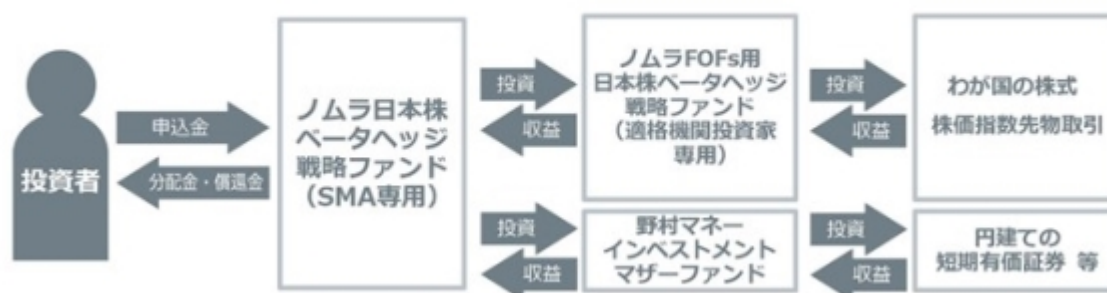 投資者
申込金
分配金・償還金
ノムラ日本株
ベータヘッジ
戦略ファンド
（SMA専用）
投資
収益
ノムラFOFs用
日本株ベータヘッジ
戦略ファンド
（適格機関投資家
専用）
投資
収益
わが国の株式
株価指数先物取引
投資
収益
野村マネー
インベストメント
マザーファンド
投資
収益
円建ての
短期有価証券 等